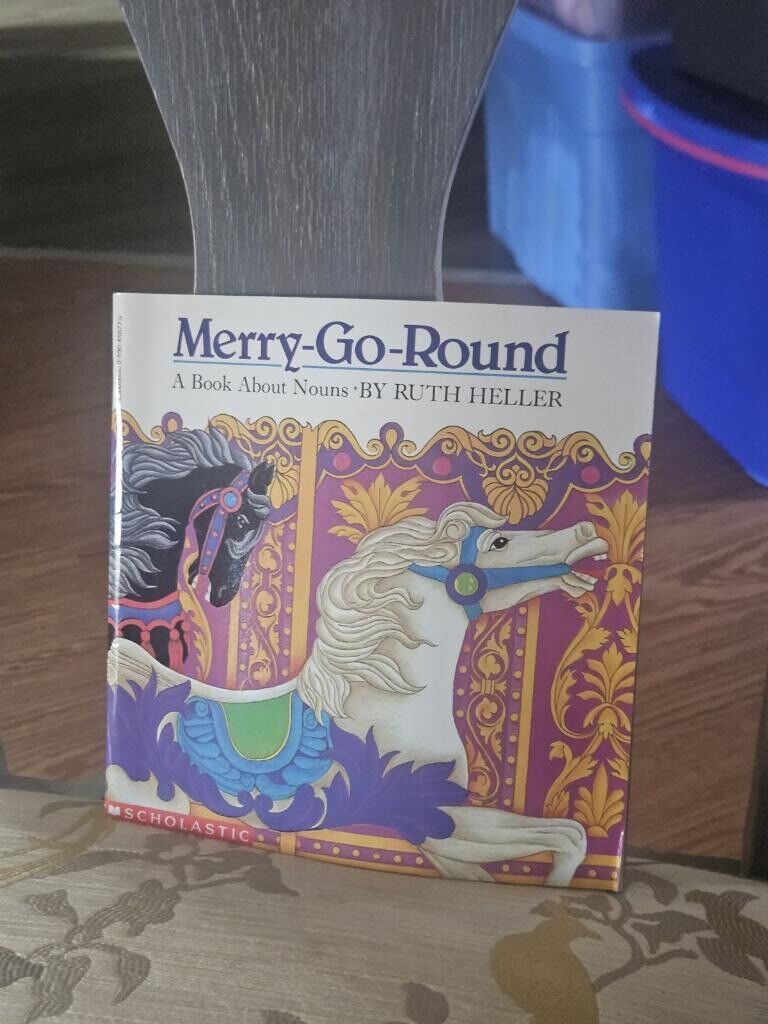 Merry-Go-Round
A Book About Nouns • BY RUTH HELLER
SCHOLASTIC